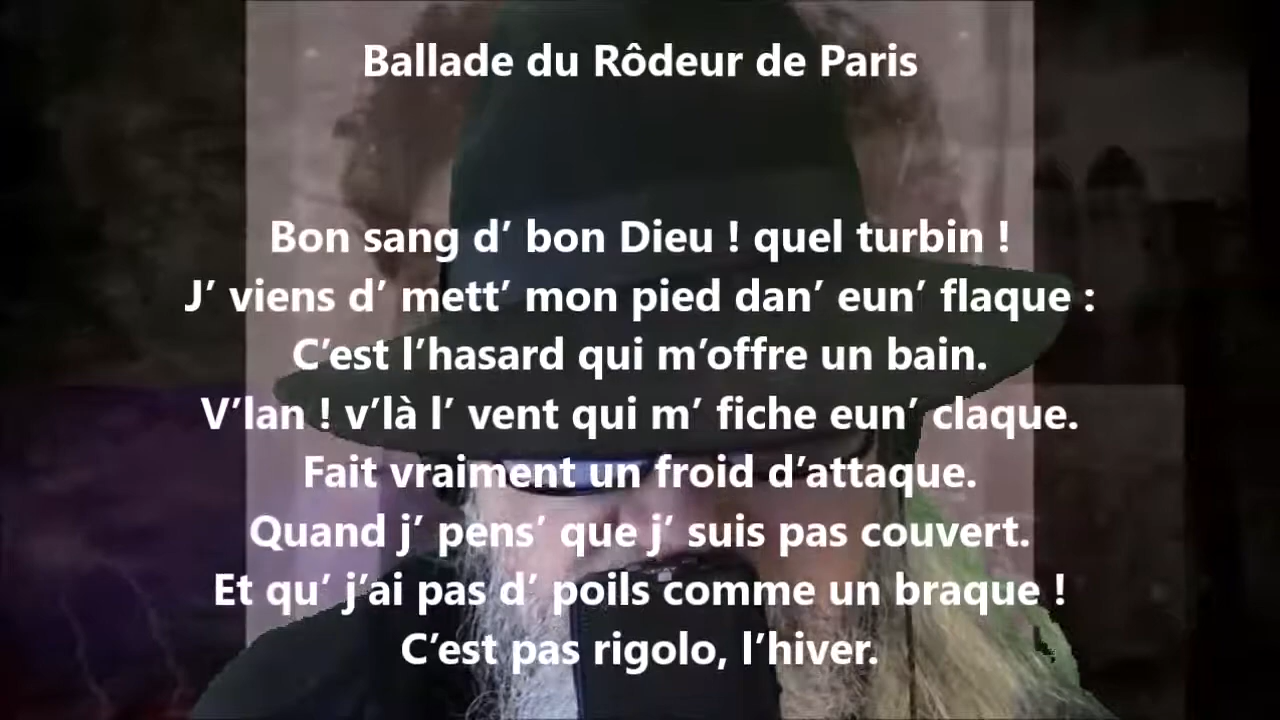 Ballade du Rôdeur de Paris
Bon sang d’ bon Dieu ! quel turbin !
J’ viens d’ mett’ mon pied dan’ eun’ flaque :
C’est l’hasard qui m’offre un bain.
V’lan ! v’là l’ vent qui m’ fiche eun’ claque.
Fait vraiment un froid d’attaque.
Quand j’ pens’ que j’ suis pas couvert.
Et qu’ j’ai pas d’ poils comme un braque !
C’est pas rigolo, l’hiver.